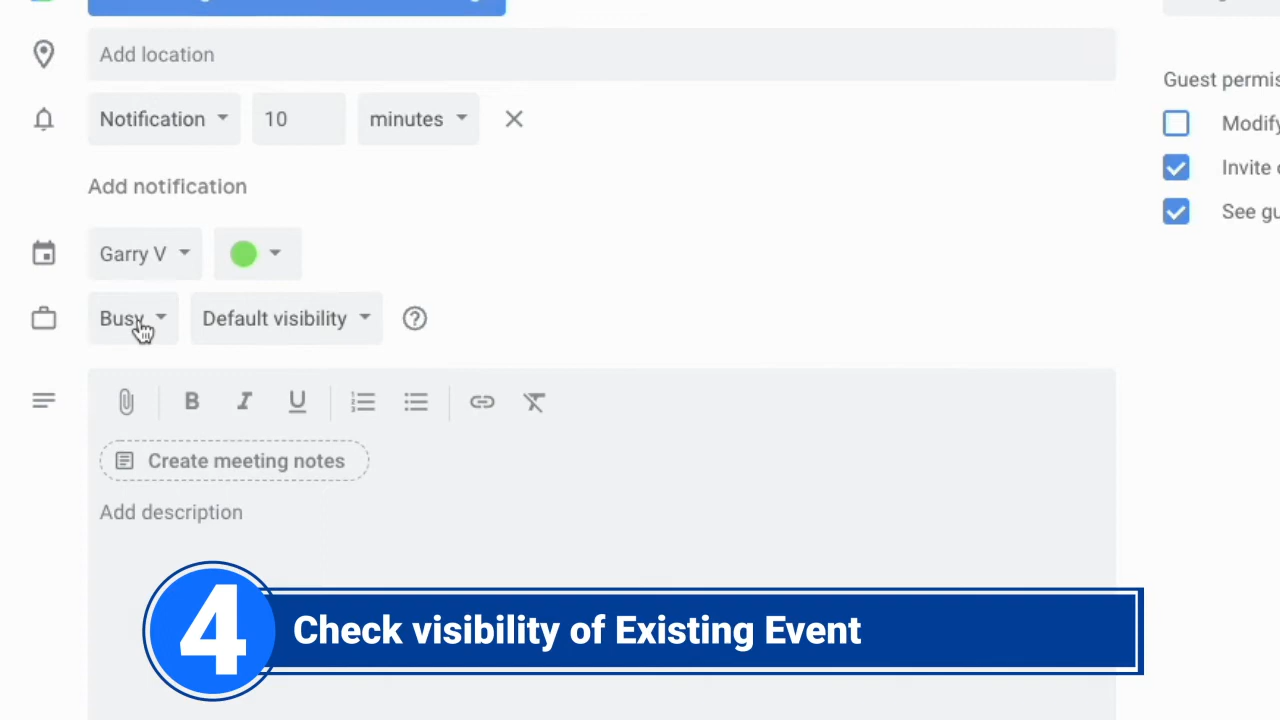 Add location
Notification 10 minutes
Add notification
Garry V
Busy Default visibility
B I U
Create meeting notes
Add description
Guest permis
Modify
Invite
See gu
4 Check visibility of Existing Event